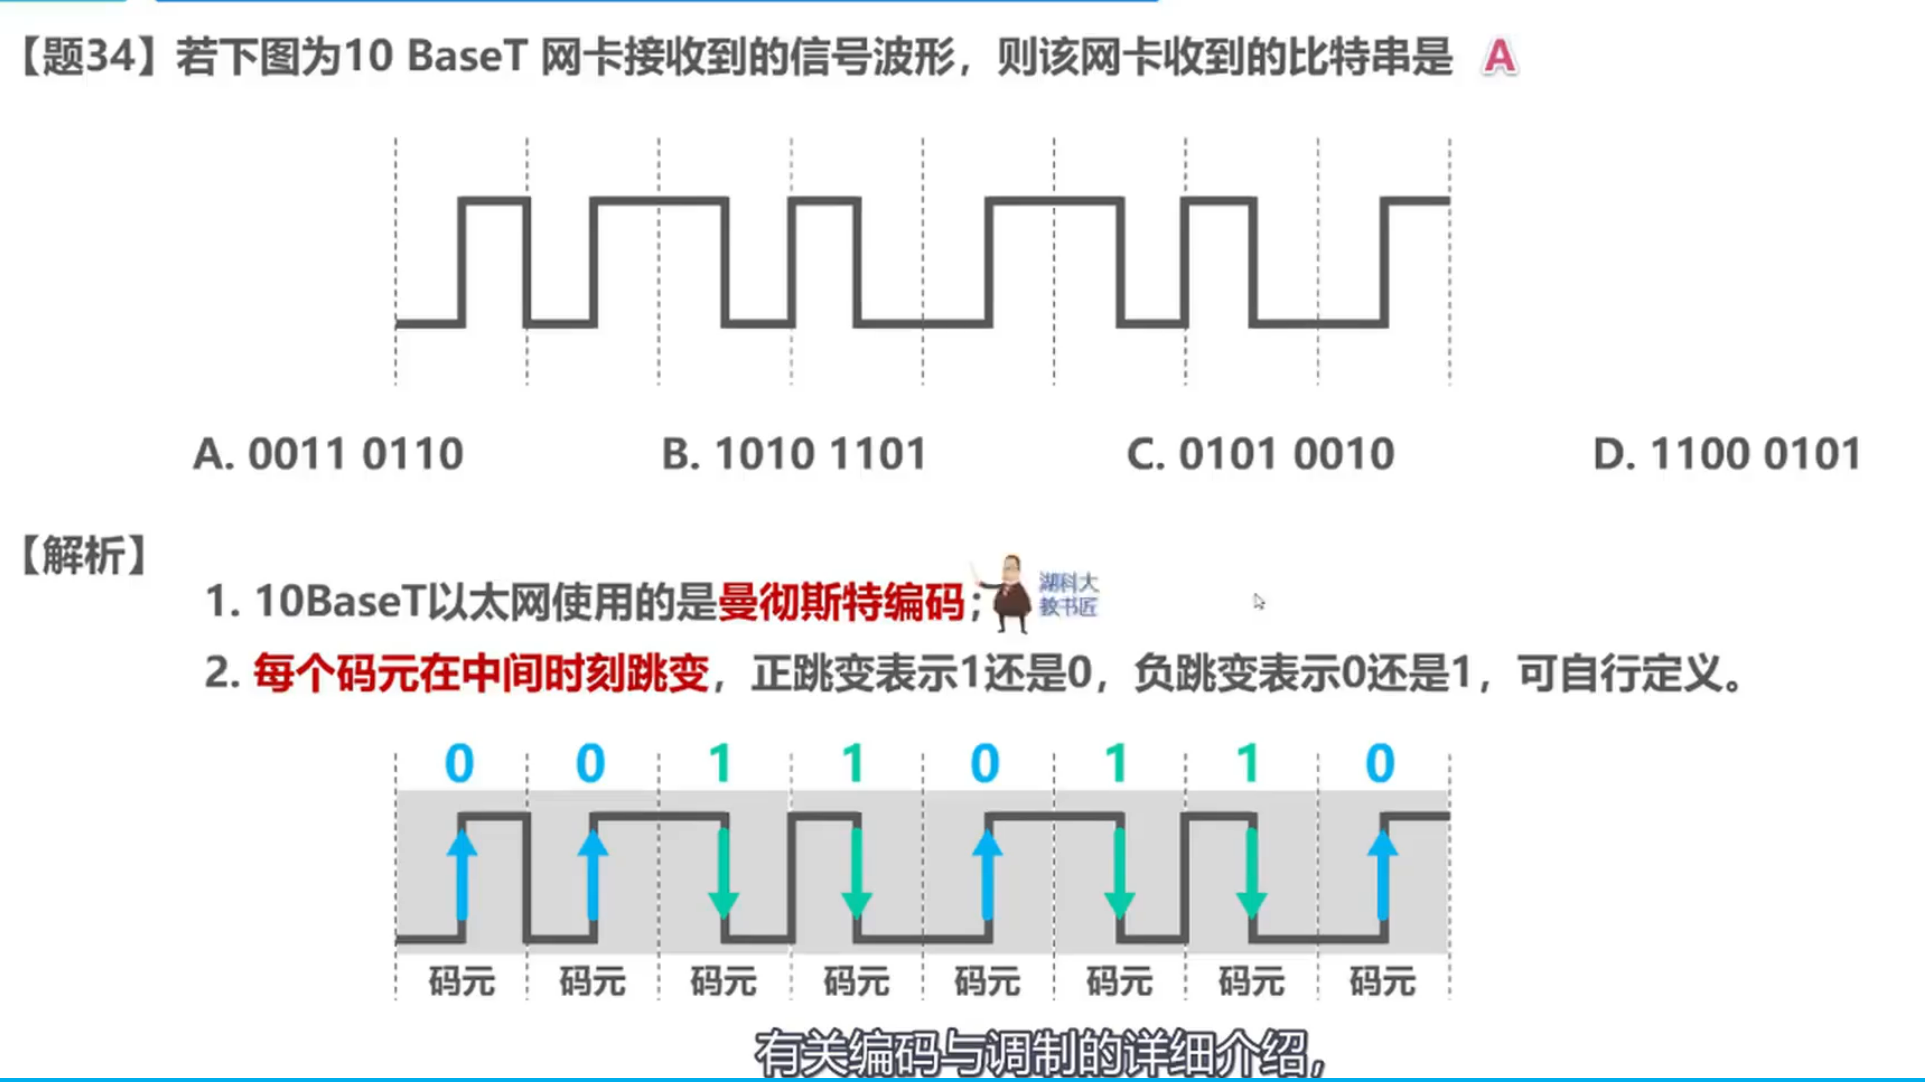 【题34】若下图为10 BaseT 网卡接收到的信号波形，则该网卡收到的比特串是 A
A. 0011 0110 B. 1010 1101 C. 0101 0010 D. 1100 0101
【解析】
1. 10BaseT以太网使用的是曼彻斯特编码；
湖科大
教书匠
2. 每个码元在中间时刻跳变，正跳变表示1还是0，负跳变表示0还是1，可自行定义。
0 0 1 1 0 1 1 0
码元 码元 码元 码元 码元 码元 码元 码元
有关编码与调制的详细介绍，